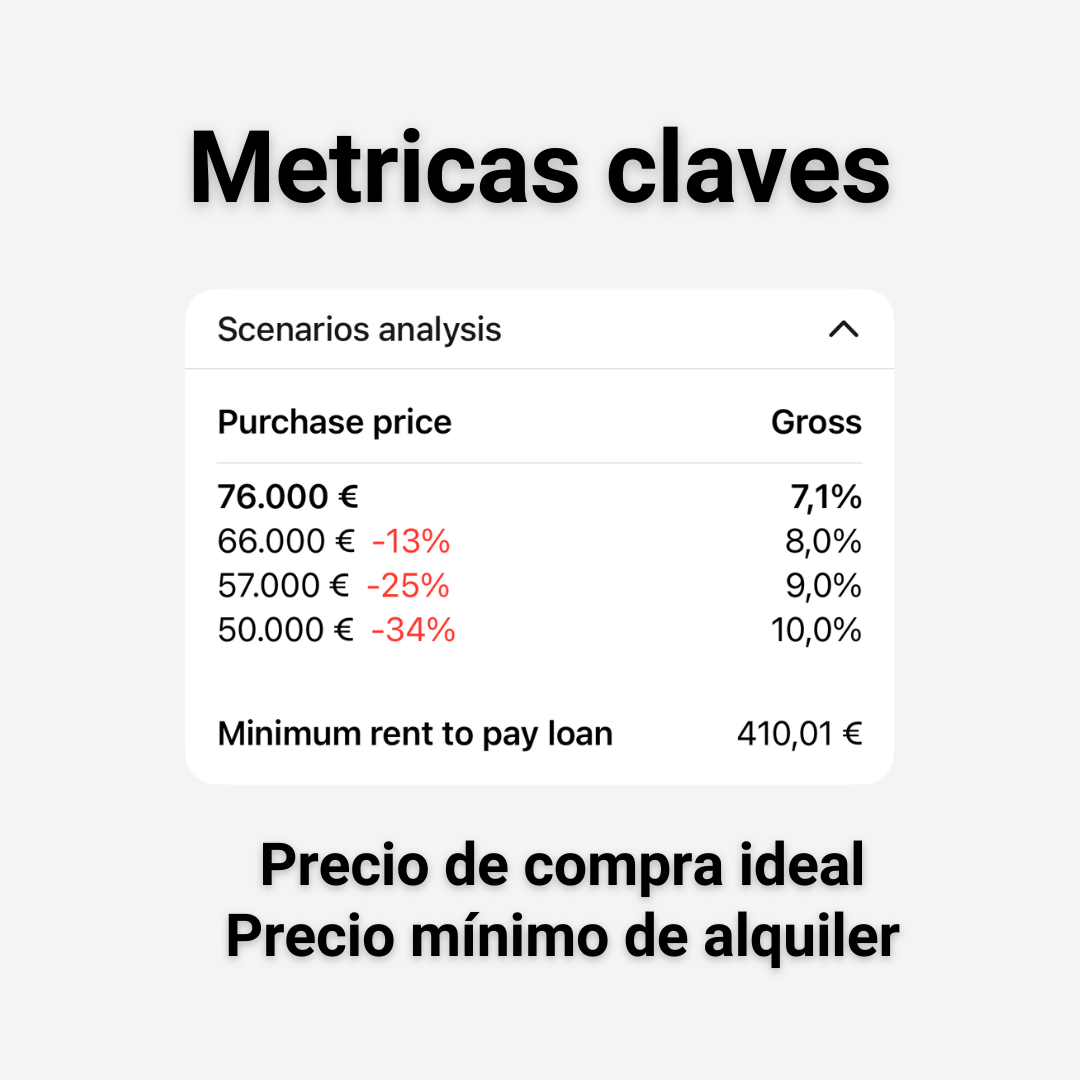 Metricas claves
Scenarios analysis
Purchase price Gross
76.000 € 7,1%
66.000 € -13% 8,0%
57.000 € -25% 9,0%
50.000 € -34% 10,0%
Minimum rent to pay loan 410,01 €
Precio de compra ideal
Precio mínimo de alquiler